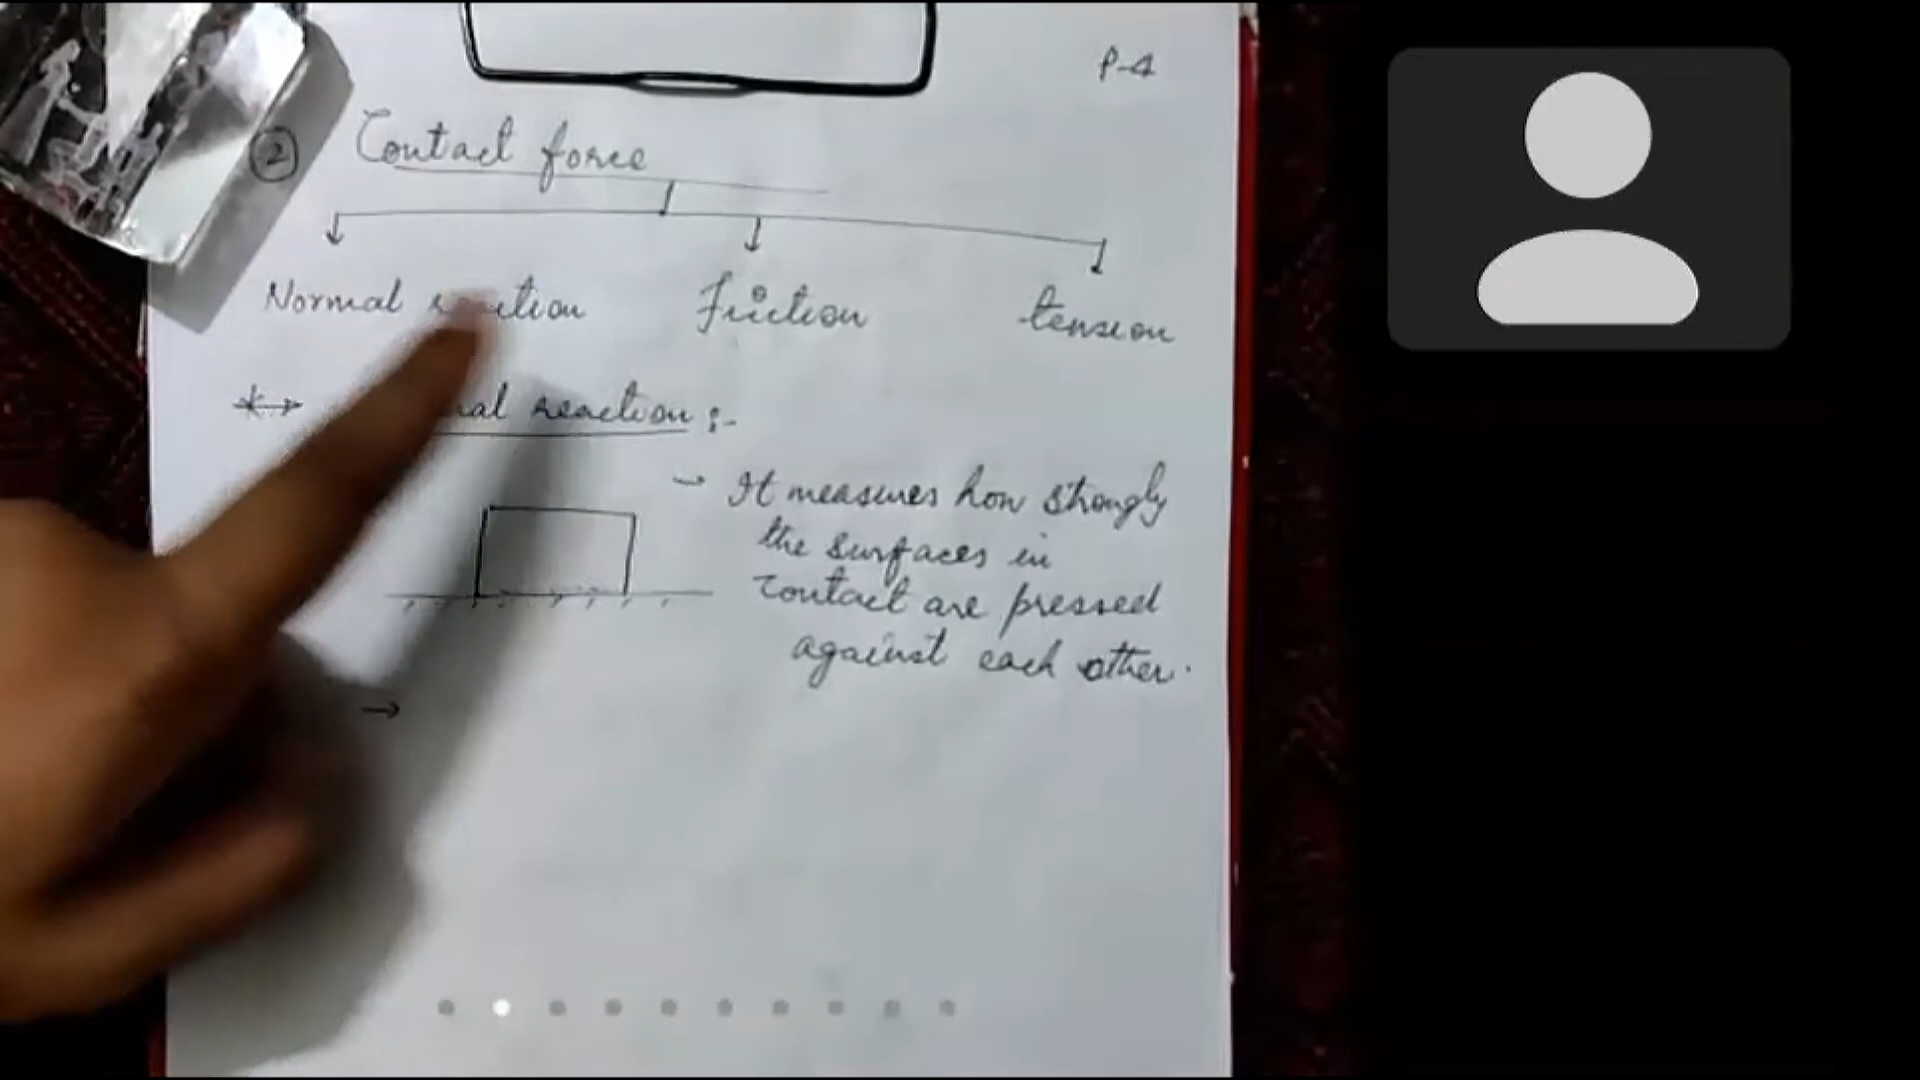 P-4
② Contact force
Normal reaction Friction tension
reaction :-
→ It measures how strongly
the surfaces in
contact are pressed
against each other.
→